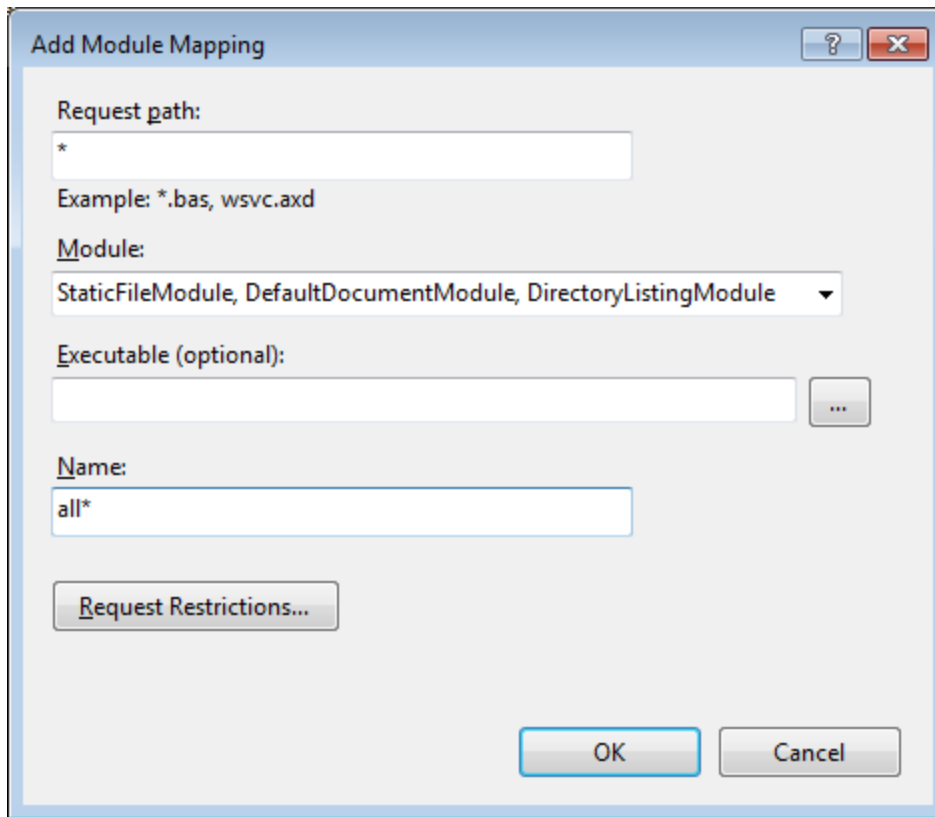 Add Module Mapping
Request path:
*
Example: *.bas, wsvc.axd
Module:
StaticFileModule, DefaultDocumentModule, DirectoryListingModule
Executable (optional):
...
Name:
all*
Request Restrictions...
OK Cancel